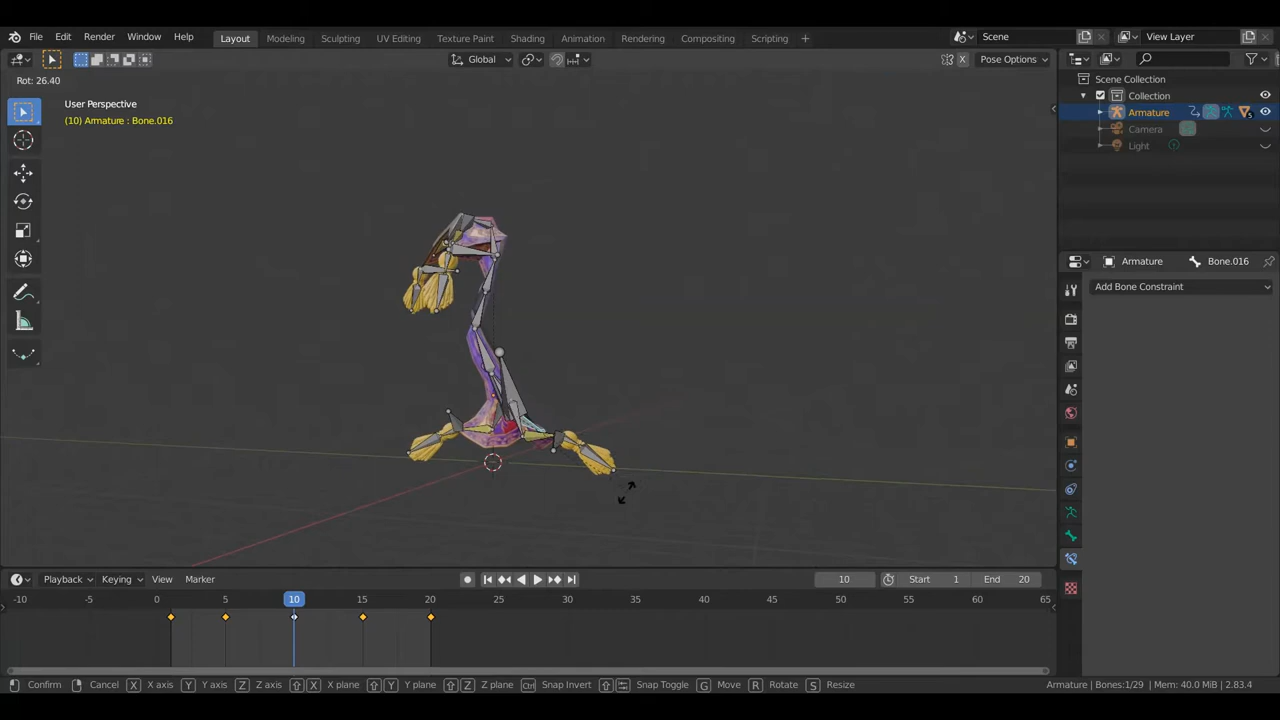 File Edit Render Window Help Layout Modeling Sculpting UV Editing Texture Paint Shading Animation Rendering Compositing Scripting Scene View Layer
Global X Pose Options
Rot: 26.40
User Perspective
(10) Armature : Bone.016
Scene Collection
Collection
Armature 5
Camera
Light
Armature Bone.016
Add Bone Constraint
Playback Keying View Marker 10 Start 1 End 20
-10 -5 0 5 10 15 20 25 30 35 40 45 50 55 60 65
Confirm Cancel X X axis Y Y axis Z Z axis X X plane Y Y plane Z Z plane Ctrl Snap Invert Snap Toggle G Move R Rotate S Resize Armature | Bones:1/29 | Mem: 40.0 MiB | 2.83.4